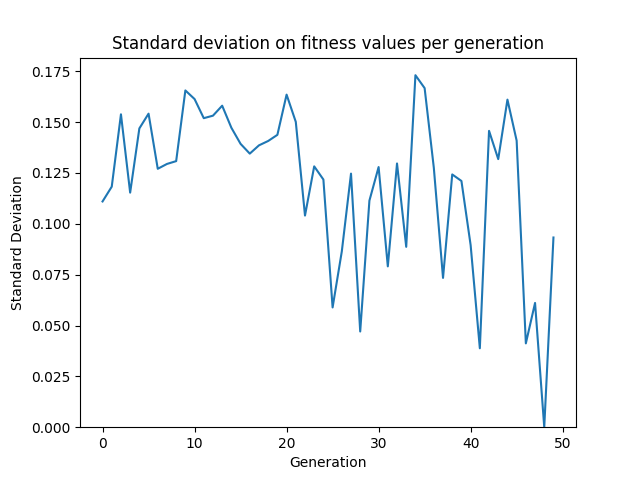 Standard deviation on fitness values per generation
Standard Deviation
0.175
0.150
0.125
0.100
0.075
0.050
0.025
0.000
0 10 20 30 40 50
Generation